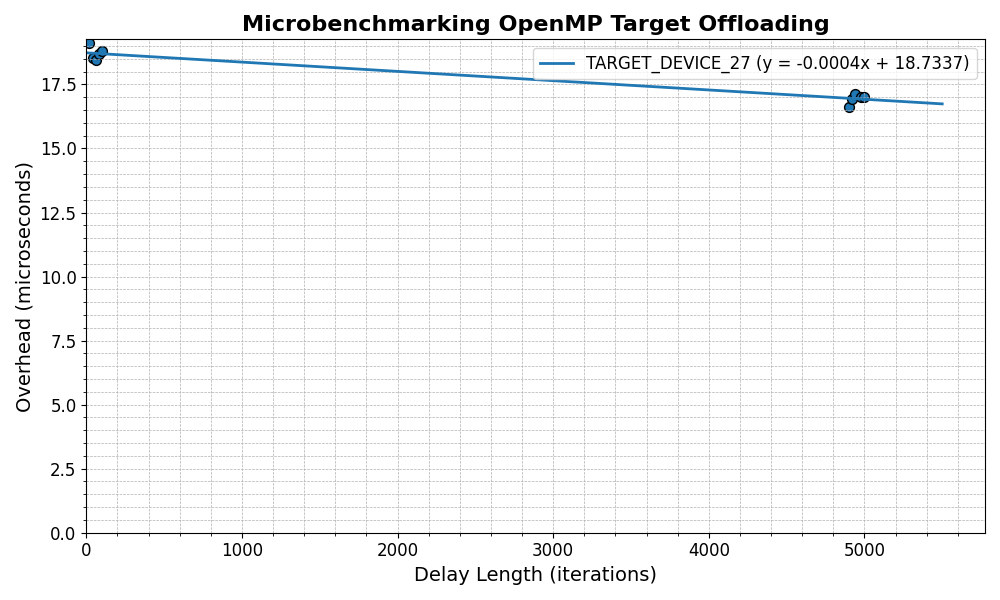 Microbenchmarking OpenMP Target Offloading
TARGET_DEVICE_27 (y = -0.0004x + 18.7337)
17.5
15.0
12.5
10.0
7.5
5.0
2.5
0.0
Overhead (microseconds)
0 1000 2000 3000 4000 5000
Delay Length (iterations)